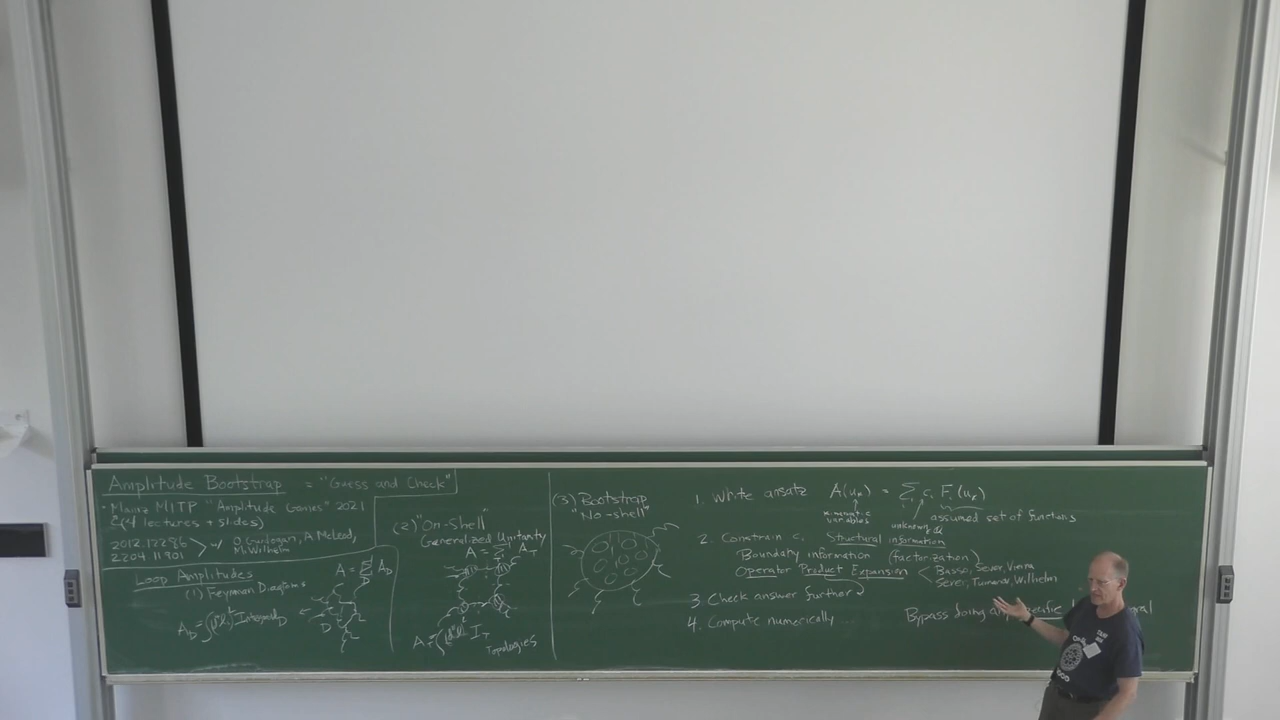 Amplitude Bootstrap = "Guess and Check"
• Mainz MITP "Amplitude Games" 2021
(4 lectures + slides)
2012.12286
2204.11901
w/ O. Gurdogan, A. McLeod,
M. Wilhelm
Loop Amplitudes
(1) Feynman Diagrams
A = Σ A_D
D
(2) "On-Shell"
Generalized Unitarity
A = Σ A_T
Topologies
(3) "Bootstrap
"No-shell"
1. Write ansatz A(u_k) = Σ c_i F_i(u_k)
kinematic
variables
unknown
assumed set of functions
2. Constrain c_i Structural information
Boundary information (factorization)
Operator Product Expansion
Basso, Sever, Vieira
Sever, Tumanov, Wilhelm
3. Check answer further
4. Compute numerically ...
Bypass doing any